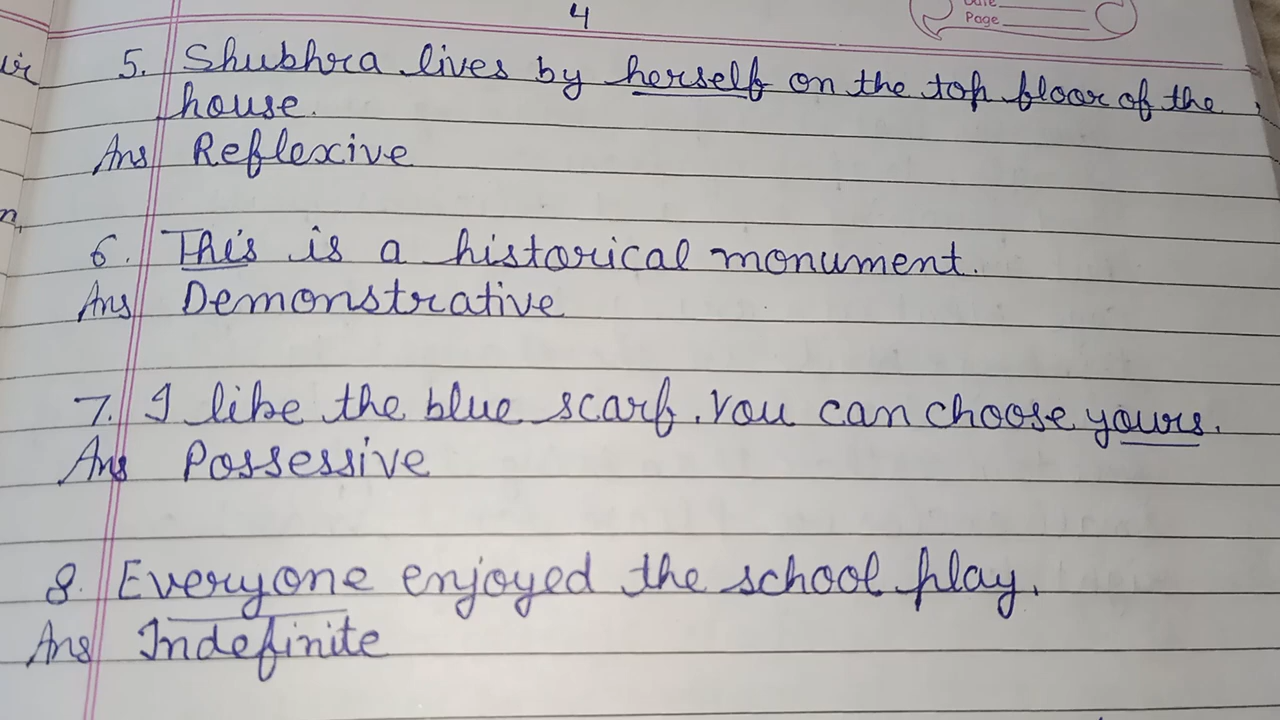 4
Page
5. Shubhra lives by herself on the top floor of the
house.
Ans Reflexive
6. This is a historical monument.
Ans Demonstrative
7. I like the blue scarf. You can choose yours.
Ans Possessive
8. Everyone enjoyed the school play.
Ans Indefinite